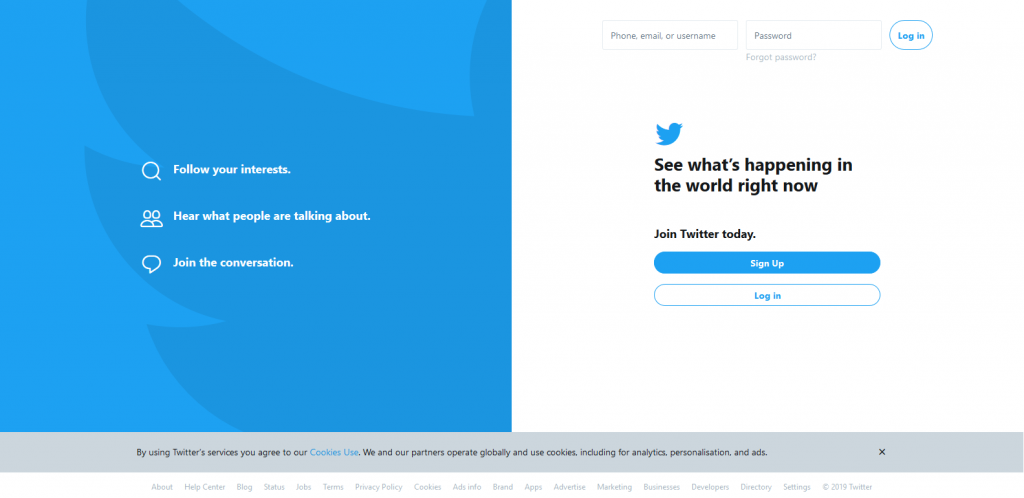 Phone, email, or username
Password
Log in
Forgot password?
Follow your interests.
Hear what people are talking about.
Join the conversation.
See what’s happening in
the world right now
Join Twitter today.
Sign Up
Log in
By using Twitter’s services you agree to our Cookies Use. We and our partners operate globally and use cookies, including for analytics, personalisation, and ads.
About Help Center Blog Status Jobs Terms Privacy Policy Cookies Ads info Brand Apps Advertise Marketing Businesses Developers Directory Settings © 2019 Twitter